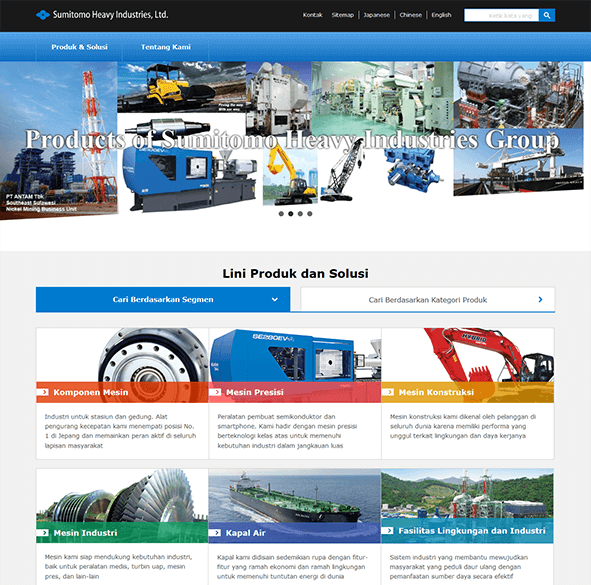 Sumitomo Heavy Industries, Ltd.
Kontak
Sitemap
Japanese
Chinese
English
Produk & Solusi
Tentang Kami
Products of Sumitomo Heavy Industries Group
PT ANTAM Tbk
Southeast Sulawesi
Nickel Mining Business Unit
SE280EV
Lini Produk dan Solusi
Cari Berdasarkan Segmen
Cari Berdasarkan Kategori Produk
SE280EV
HYBRID
Komponen Mesin
Mesin Presisi
Mesin Konstruksi
Industri untuk stasiun dan gedung. Alat
pengurang kecepatan kami menempati posisi No.
1 di Jepang dan memainkan peran aktif di seluruh
lapisan masyarakat
Peralatan pembuat semikonduktor dan
smartphone. Kami hadir dengan mesin presisi
berteknologi kelas atas untuk memenuhi
kebutuhan industri dalam jangkauan luas
Mesin konstruksi kami dikenal oleh pelanggan di
seluruh dunia karena memiliki performa yang
unggul terkait lingkungan dan daya kerjanya
Mesin Industri
Kapal Air
Fasilitas Lingkungan dan Industri
Mesin kami siap mendukung kebutuhan industri,
baik untuk peralatan medis, turbin uap, mesin
pres, dan lain-lain
Kapal kami didisain sedemikian rupa dengan fitur-
fitur yang ramah ekonomi dan ramah lingkungan
untuk memenuhi tuntutan energi di dunia
Sistem industri yang membantu mewujudkan
masyarakat yang peduli daur ulang dengan
pemanfaatan sumber daya secara efektif